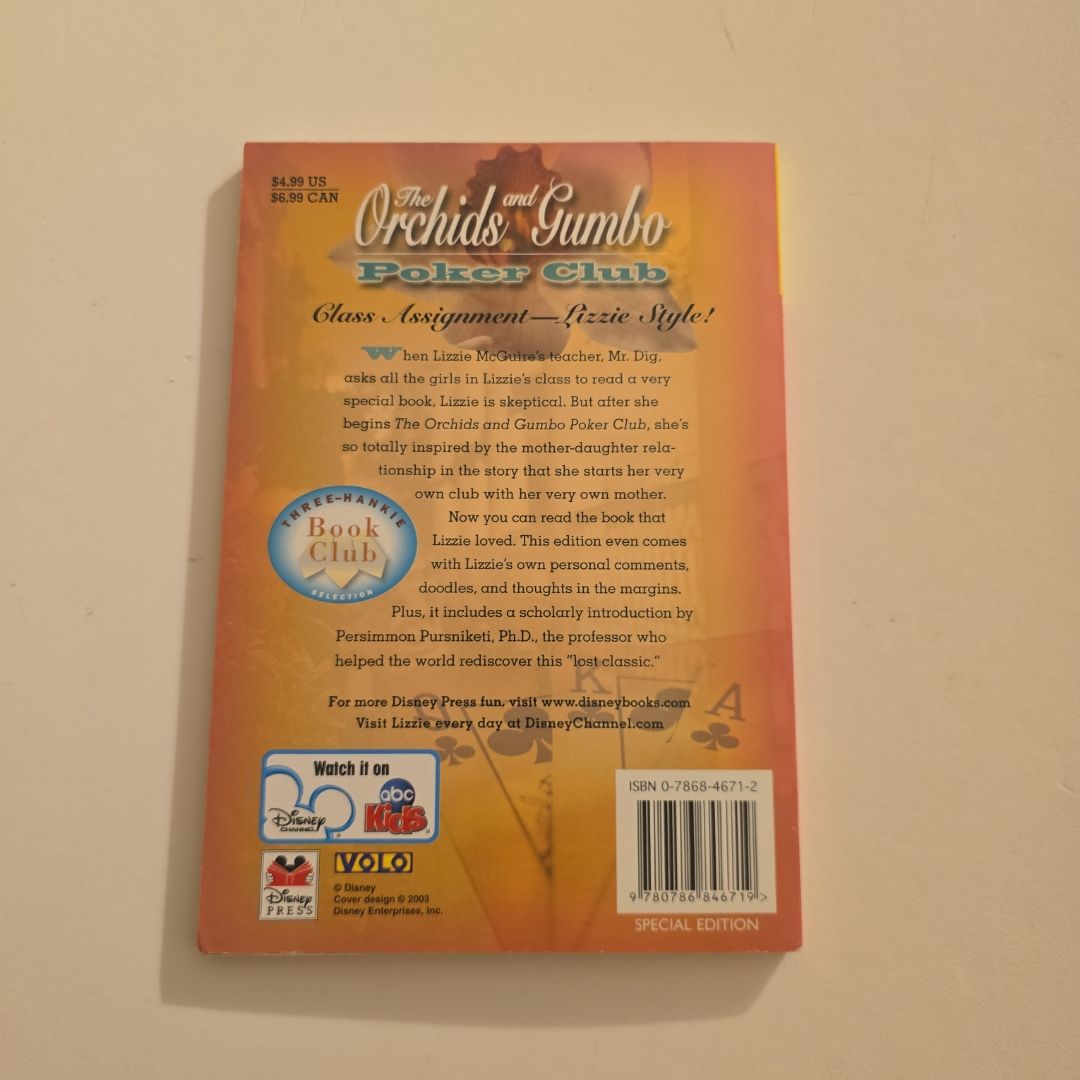 $4.99 US
$6.99 CAN
The Orchids and Gumbo
Poker Club
Class Assignment—Lizzie Style!
When Lizzie McGuire's teacher, Mr. Dig,
asks all the girls in Lizzie's class to read a very
special book, Lizzie is skeptical. But after she
begins The Orchids and Gumbo Poker Club, she's
so totally inspired by the mother-daughter rela-
tionship in the story that she starts her very
own club with her very own mother.
Now you can read the book that
Lizzie loved. This edition even comes
with Lizzie's own personal comments,
doodles, and thoughts in the margins.
Plus, it includes a scholarly introduction by
Persimmon Pursniketi, Ph.D., the professor who
helped the world rediscover this "lost classic."
THREE-HANKIE
Book
Club
SELECTION
For more Disney Press fun, visit www.disneybooks.com
Visit Lizzie every day at DisneyChannel.com
Q K A
Watch it on
Disney
CHANNEL
abc
Kids
Disney
PRESS
VOLO
© Disney
Cover design © 2003
Disney Enterprises, Inc.
ISBN 0-7868-4671-2
9 780786 846719 >
SPECIAL EDITION